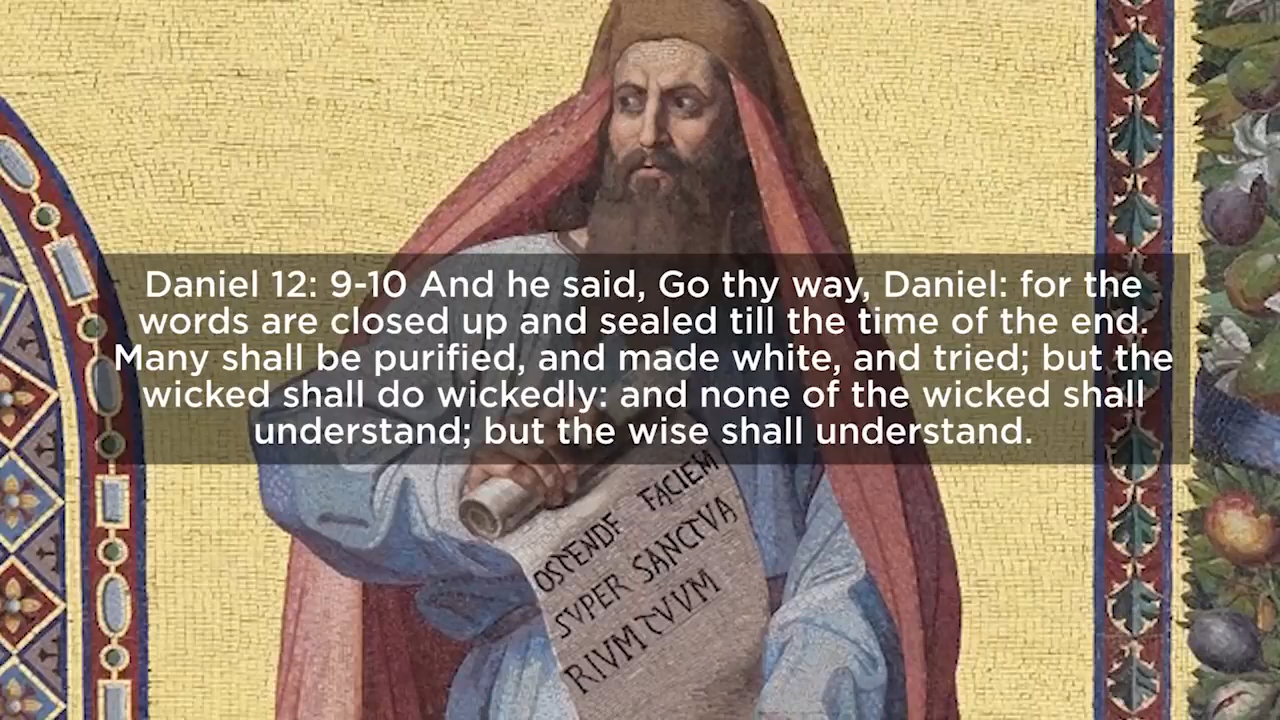 Daniel 12: 9-10 And he said, Go thy way, Daniel: for the
words are closed up and sealed till the time of the end.
Many shall be purified, and made white, and tried; but the
wicked shall do wickedly: and none of the wicked shall
understand; but the wise shall understand.
OSTENDE FACIEM
SVPER SANCTVA
RIVM TVVM